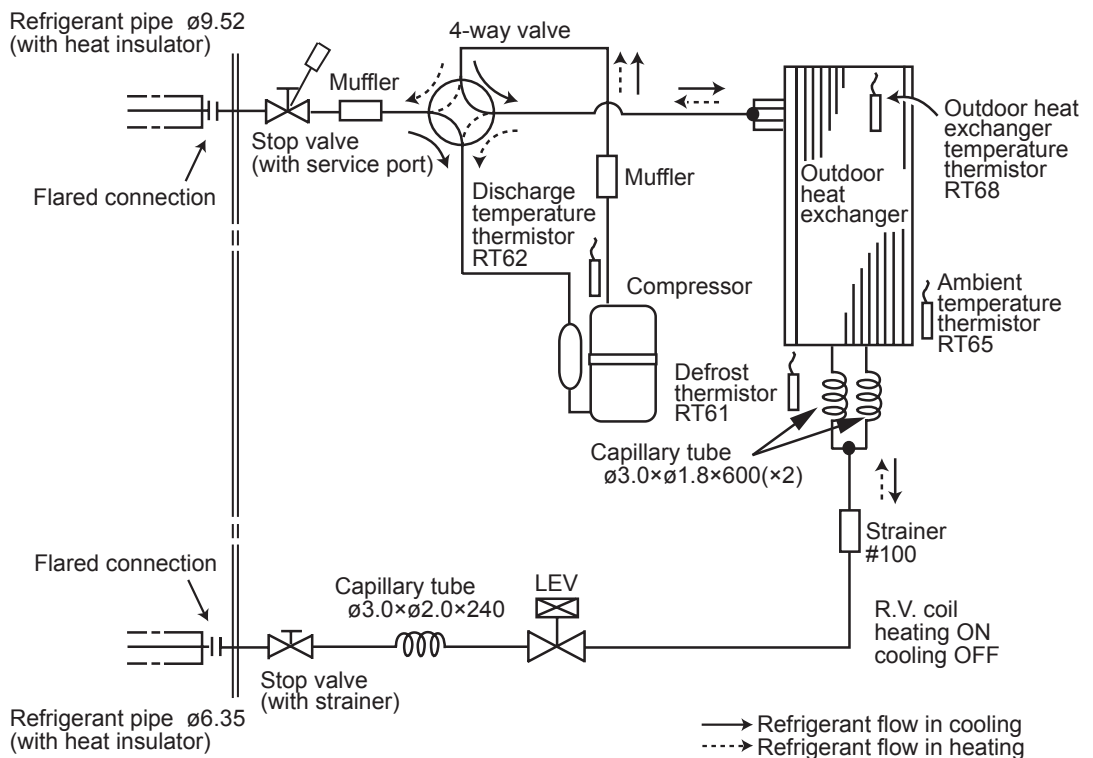 Refrigerant pipe ø9.52
(with heat insulator)
4-way valve
Muffler
Stop valve
(with service port)
Flared connection
Outdoor heat
exchanger
temperature
thermistor
RT68
Muffler
Outdoor
heat
exchanger
Discharge
temperature
thermistor
RT62
Compressor
Ambient
temperature
thermistor
RT65
Defrost
thermistor
RT61
Capillary tube
ø3.0×ø1.8×600(×2)
Strainer
#100
Flared connection
Capillary tube
ø3.0×ø2.0×240
LEV
R.V. coil
heating ON
cooling OFF
Stop valve
(with strainer)
Refrigerant pipe ø6.35
(with heat insulator)
Refrigerant flow in cooling
Refrigerant flow in heating